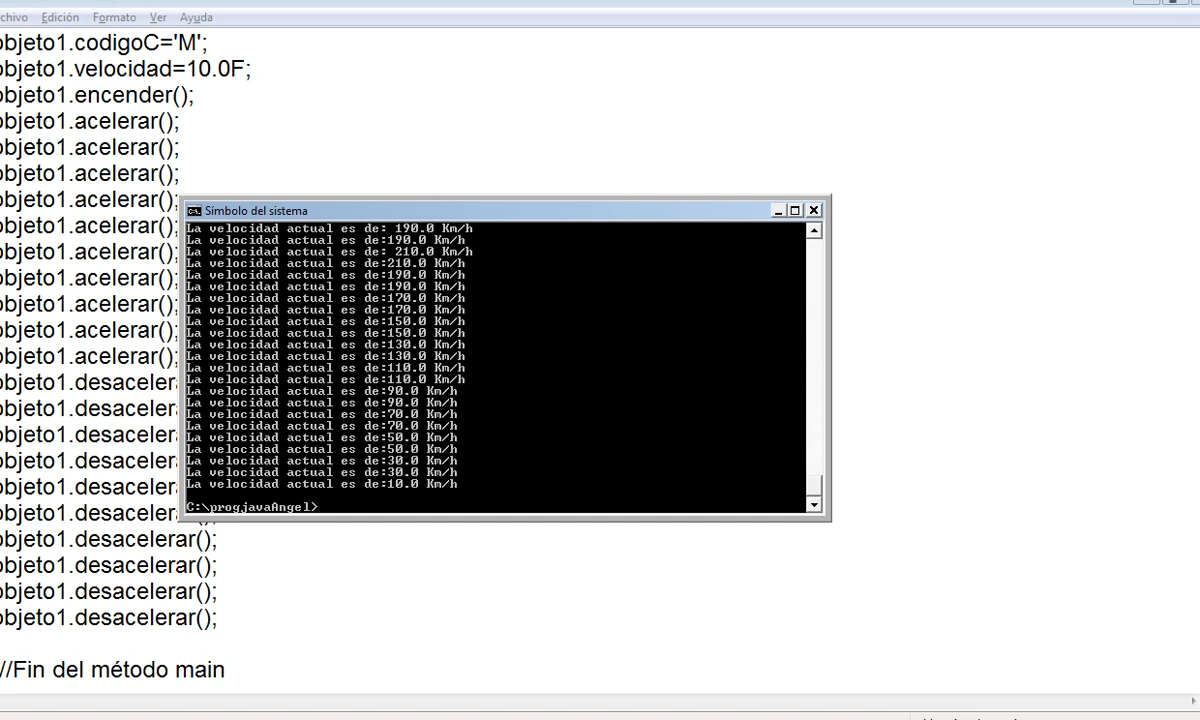 chivo Edición Formato Ver Ayuda
objeto1.codigoC='M';
objeto1.velocidad=10.0F;
objeto1.encender();
objeto1.acelerar();
objeto1.acelerar();
objeto1.acelerar();
objeto1.acelerar();
objeto1.acelerar();
objeto1.acelerar();
objeto1.acelerar();
objeto1.acelerar();
objeto1.acelerar();
objeto1.acelerar();
objeto1.desacelera
objeto1.desacelera
objeto1.desacelera
objeto1.desacelera
objeto1.desacelera
objeto1.desacelerar();
objeto1.desacelerar();
objeto1.desacelerar();
objeto1.desacelerar();
objeto1.desacelerar();
//Fin del método main
Símbolo del sistema
La velocidad actual es de: 190.0 Km/h
La velocidad actual es de:190.0 Km/h
La velocidad actual es de: 210.0 Km/h
La velocidad actual es de:210.0 Km/h
La velocidad actual es de:190.0 Km/h
La velocidad actual es de:190.0 Km/h
La velocidad actual es de:170.0 Km/h
La velocidad actual es de:170.0 Km/h
La velocidad actual es de:150.0 Km/h
La velocidad actual es de:150.0 Km/h
La velocidad actual es de:130.0 Km/h
La velocidad actual es de:130.0 Km/h
La velocidad actual es de:110.0 Km/h
La velocidad actual es de:110.0 Km/h
La velocidad actual es de:90.0 Km/h
La velocidad actual es de:90.0 Km/h
La velocidad actual es de:70.0 Km/h
La velocidad actual es de:70.0 Km/h
La velocidad actual es de:50.0 Km/h
La velocidad actual es de:50.0 Km/h
La velocidad actual es de:30.0 Km/h
La velocidad actual es de:30.0 Km/h
La velocidad actual es de:10.0 Km/h
C:\progjavaAngel>